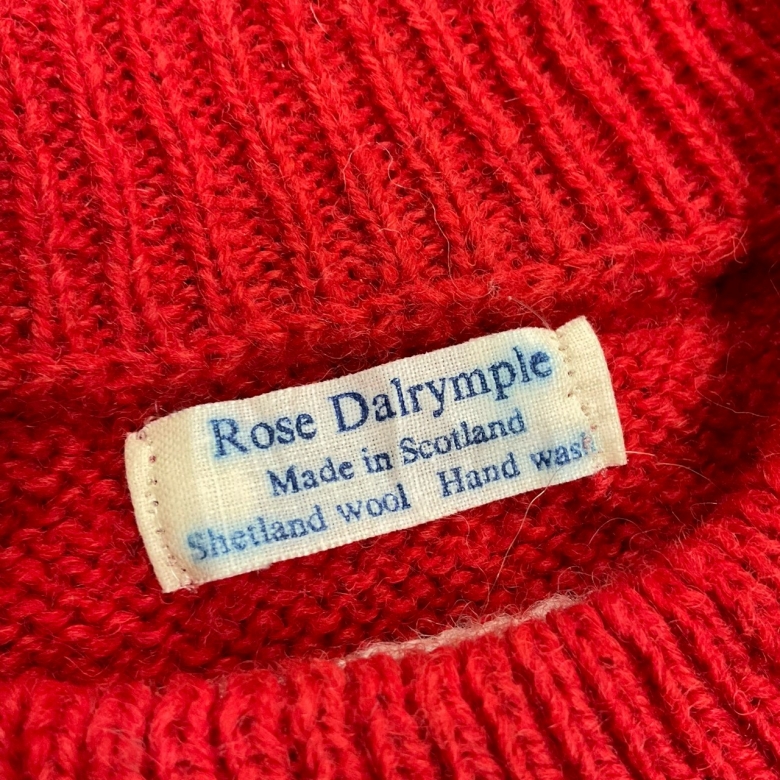 Rose Dalrymple
Made in Scotland
Shetland wool Hand wash